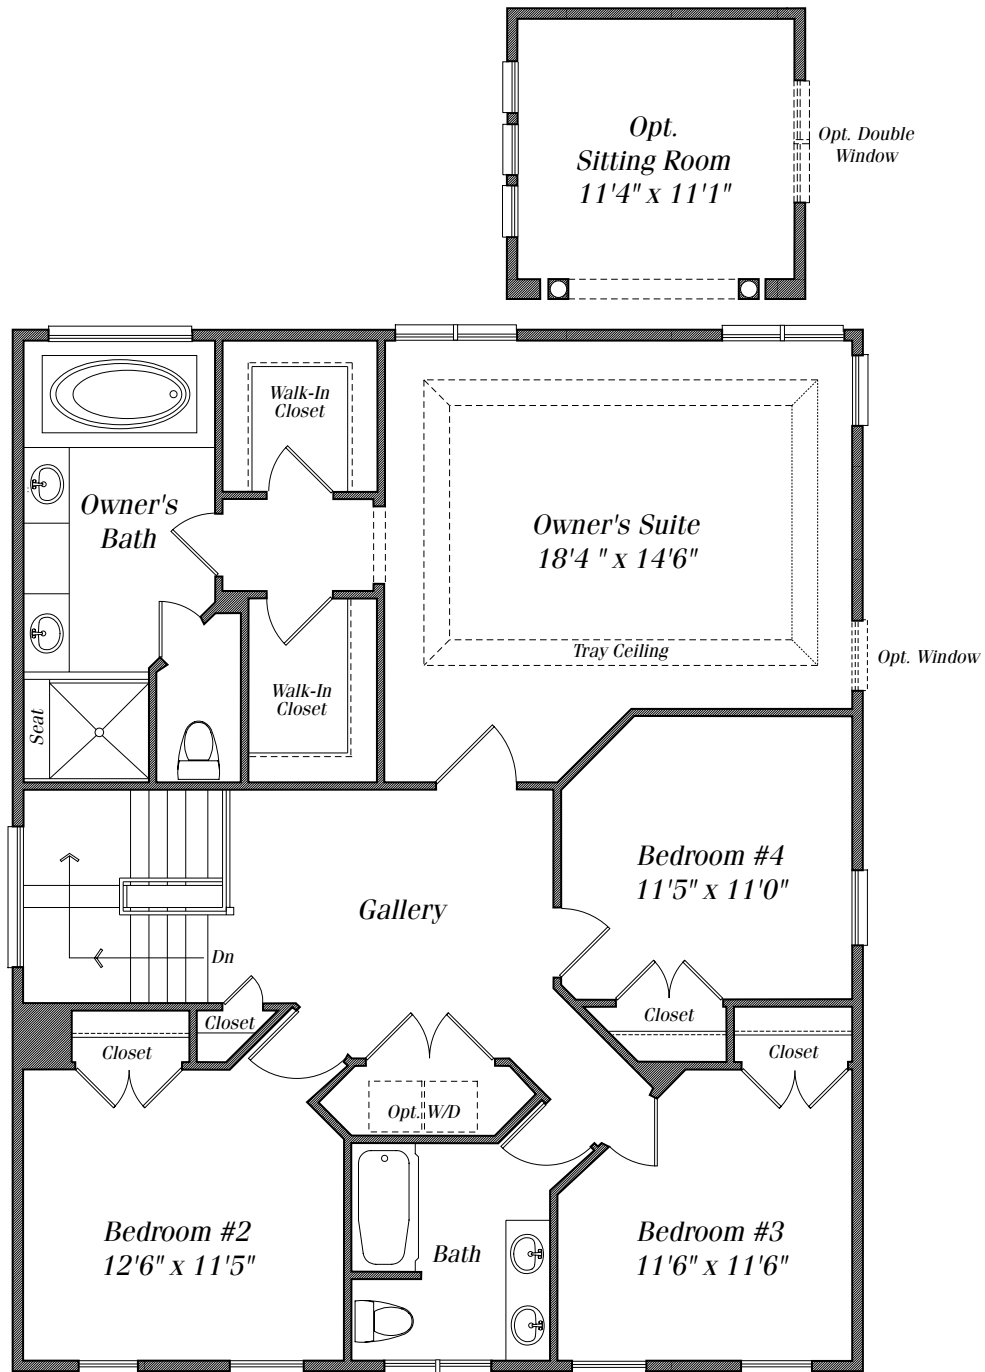 Opt.
Sitting Room
11'4" x 11'1"
Opt. Double
Window
Walk-In
Closet
Owner's
Bath
Owner's Suite
18'4 " x 14'6"
Tray Ceiling
Opt. Window
Walk-In
Closet
Seat
Bedroom #4
11'5" x 11'0"
Gallery
Dn
Closet
Closet
Closet
Closet
Opt. W/D
Bedroom #2
12'6" x 11'5"
Bath
Bedroom #3
11'6" x 11'6"